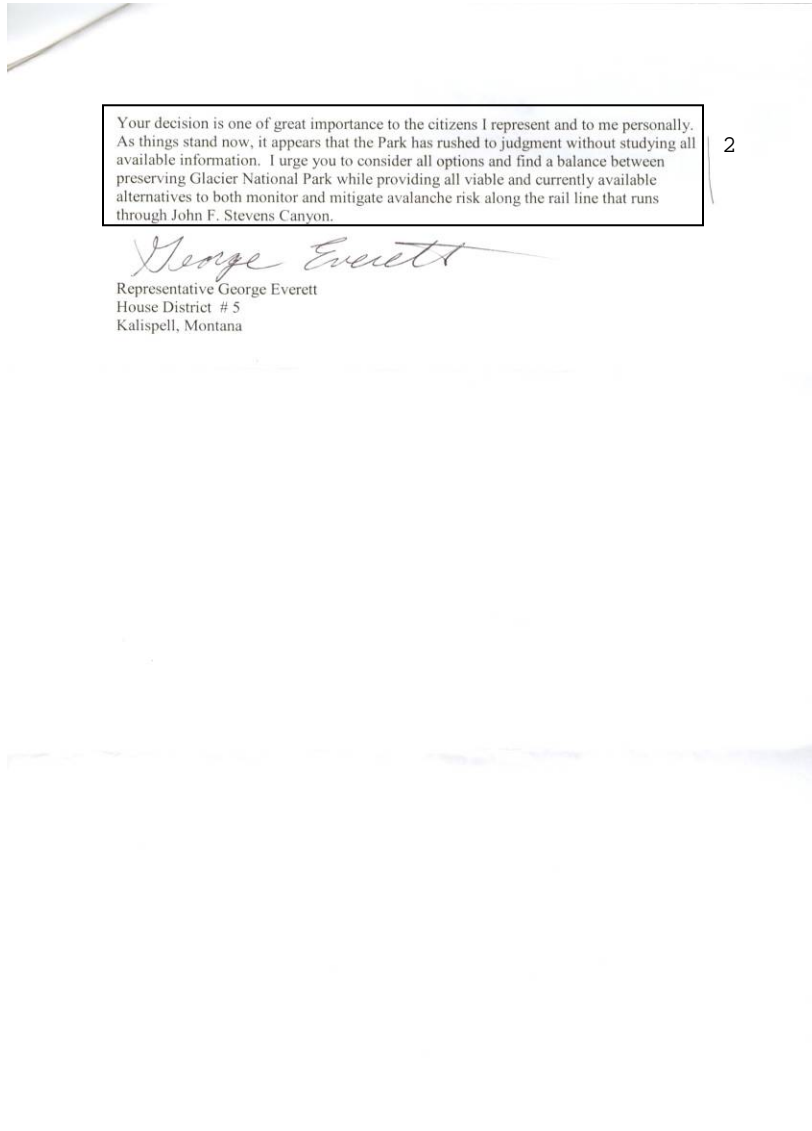 Your decision is one of great importance to the citizens I represent and to me personally.
As things stand now, it appears that the Park has rushed to judgment without studying all
available information. I urge you to consider all options and find a balance between
preserving Glacier National Park while providing all viable and currently available
alternatives to both monitor and mitigate avalanche risk along the rail line that runs
through John F. Stevens Canyon.
2
George Everett
Representative George Everett
House District # 5
Kalispell, Montana